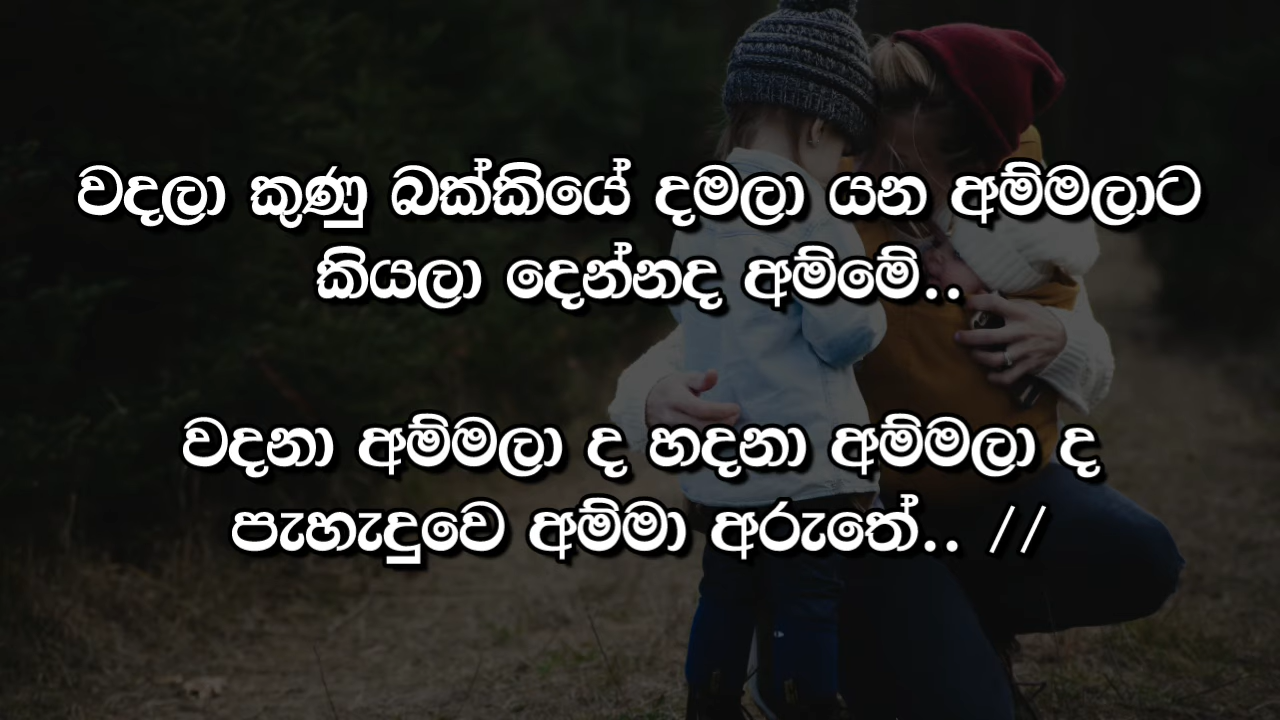 වදලා කුණු බක්කියේ දමලා යන අම්මලාට
කියලා දෙන්නද අම්මේ..
වදනා අම්මලා ද හදනා අම්මලා ද
පැහැදුවෙ අම්මා අරුතේ.. //